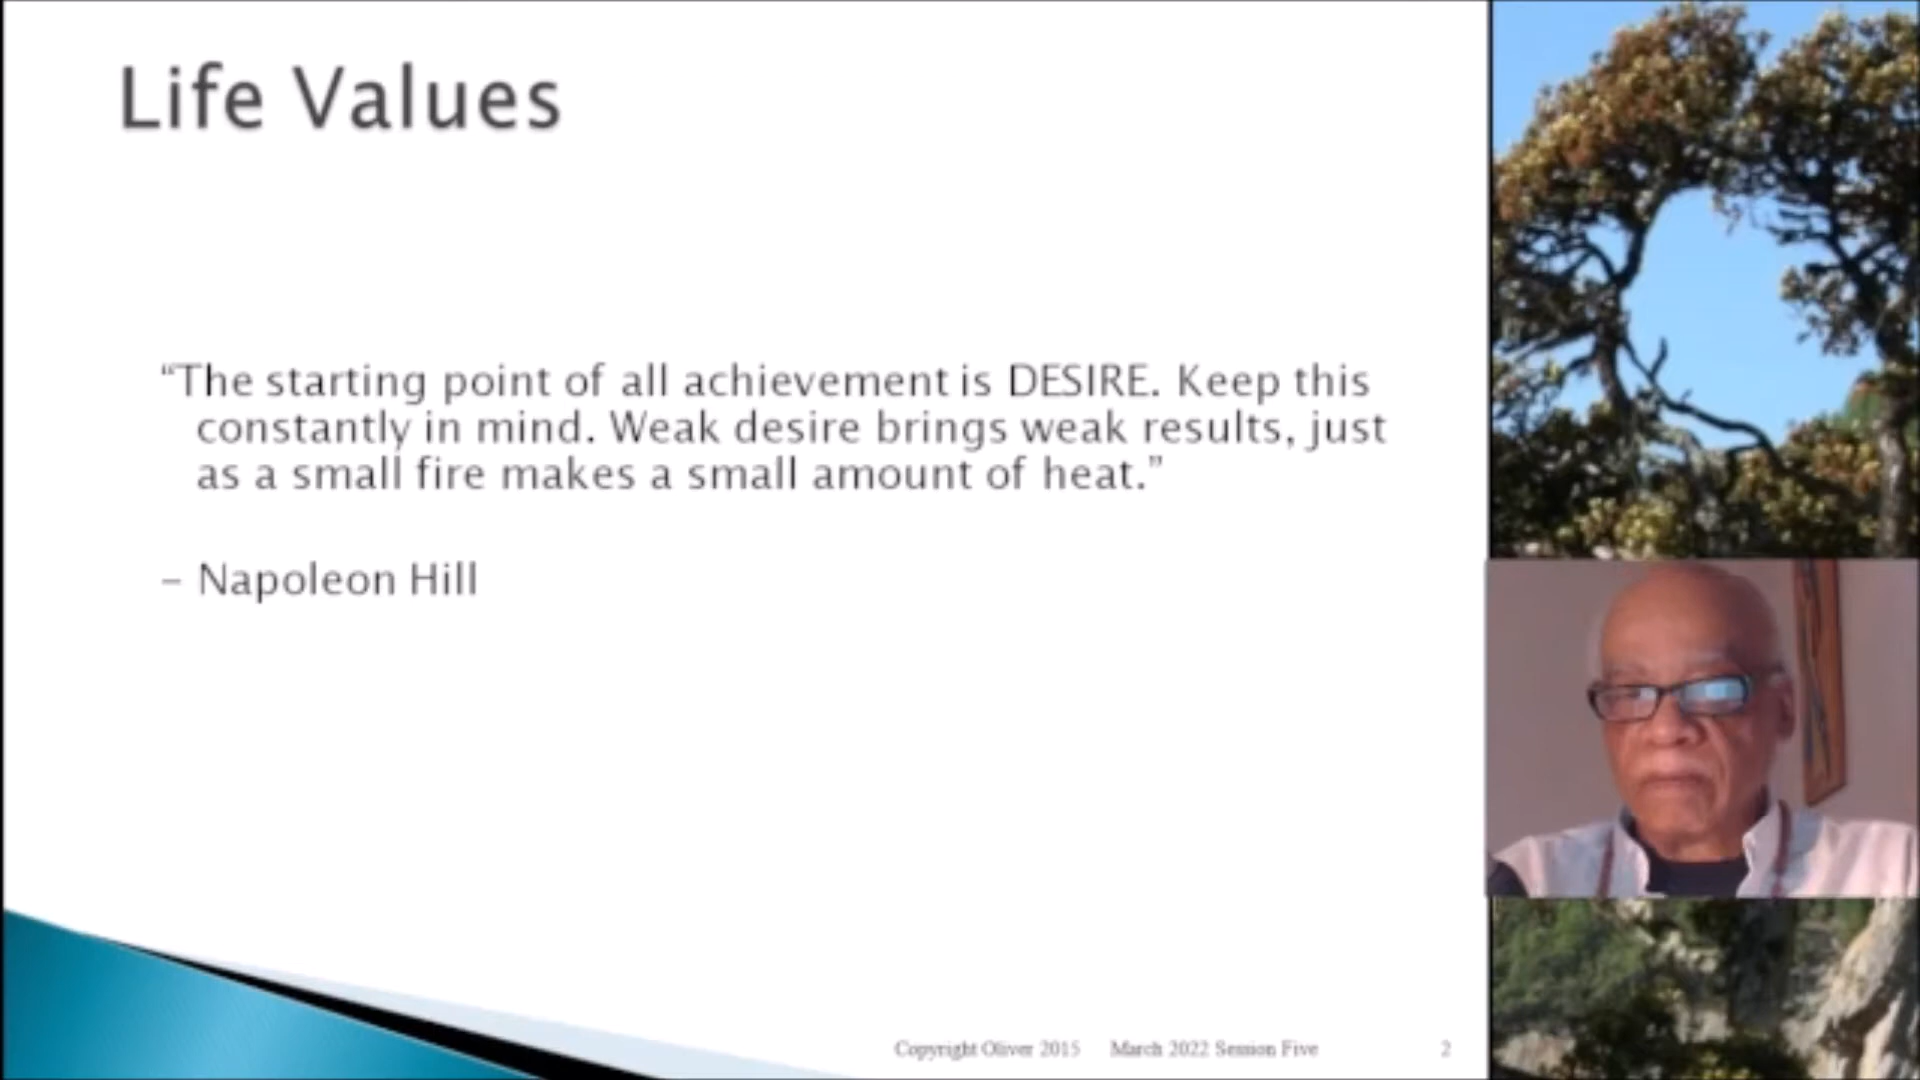 Life Values
“The starting point of all achievement is DESIRE. Keep this
constantly in mind. Weak desire brings weak results, just
as a small fire makes a small amount of heat.”
– Napoleon Hill
Copyright Oliver 2015 March 2022 Session Five 2